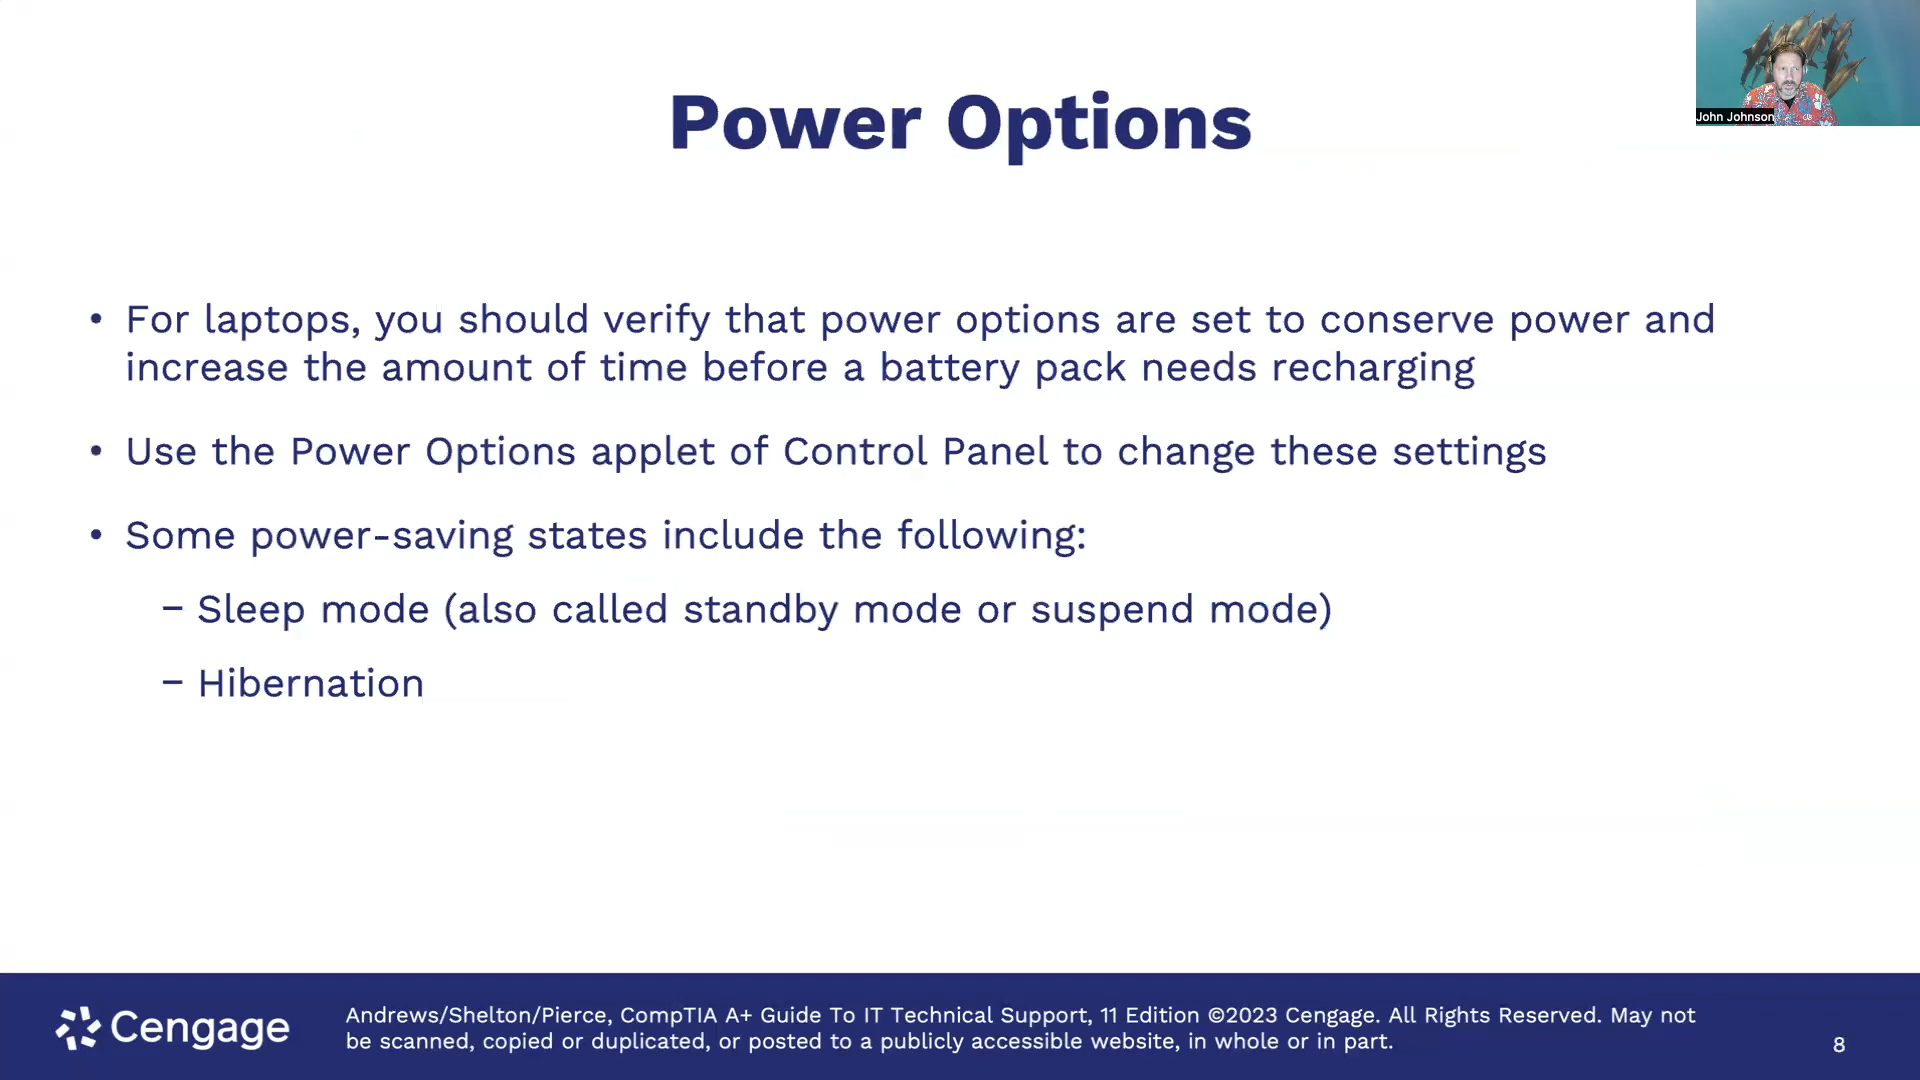 John Johnson
Power Options
• For laptops, you should verify that power options are set to conserve power and
increase the amount of time before a battery pack needs recharging
• Use the Power Options applet of Control Panel to change these settings
• Some power-saving states include the following:
– Sleep mode (also called standby mode or suspend mode)
– Hibernation
Cengage
Andrews/Shelton/Pierce, CompTIA A+ Guide To IT Technical Support, 11 Edition ©2023 Cengage. All Rights Reserved. May not
be scanned, copied or duplicated, or posted to a publicly accessible website, in whole or in part.
8